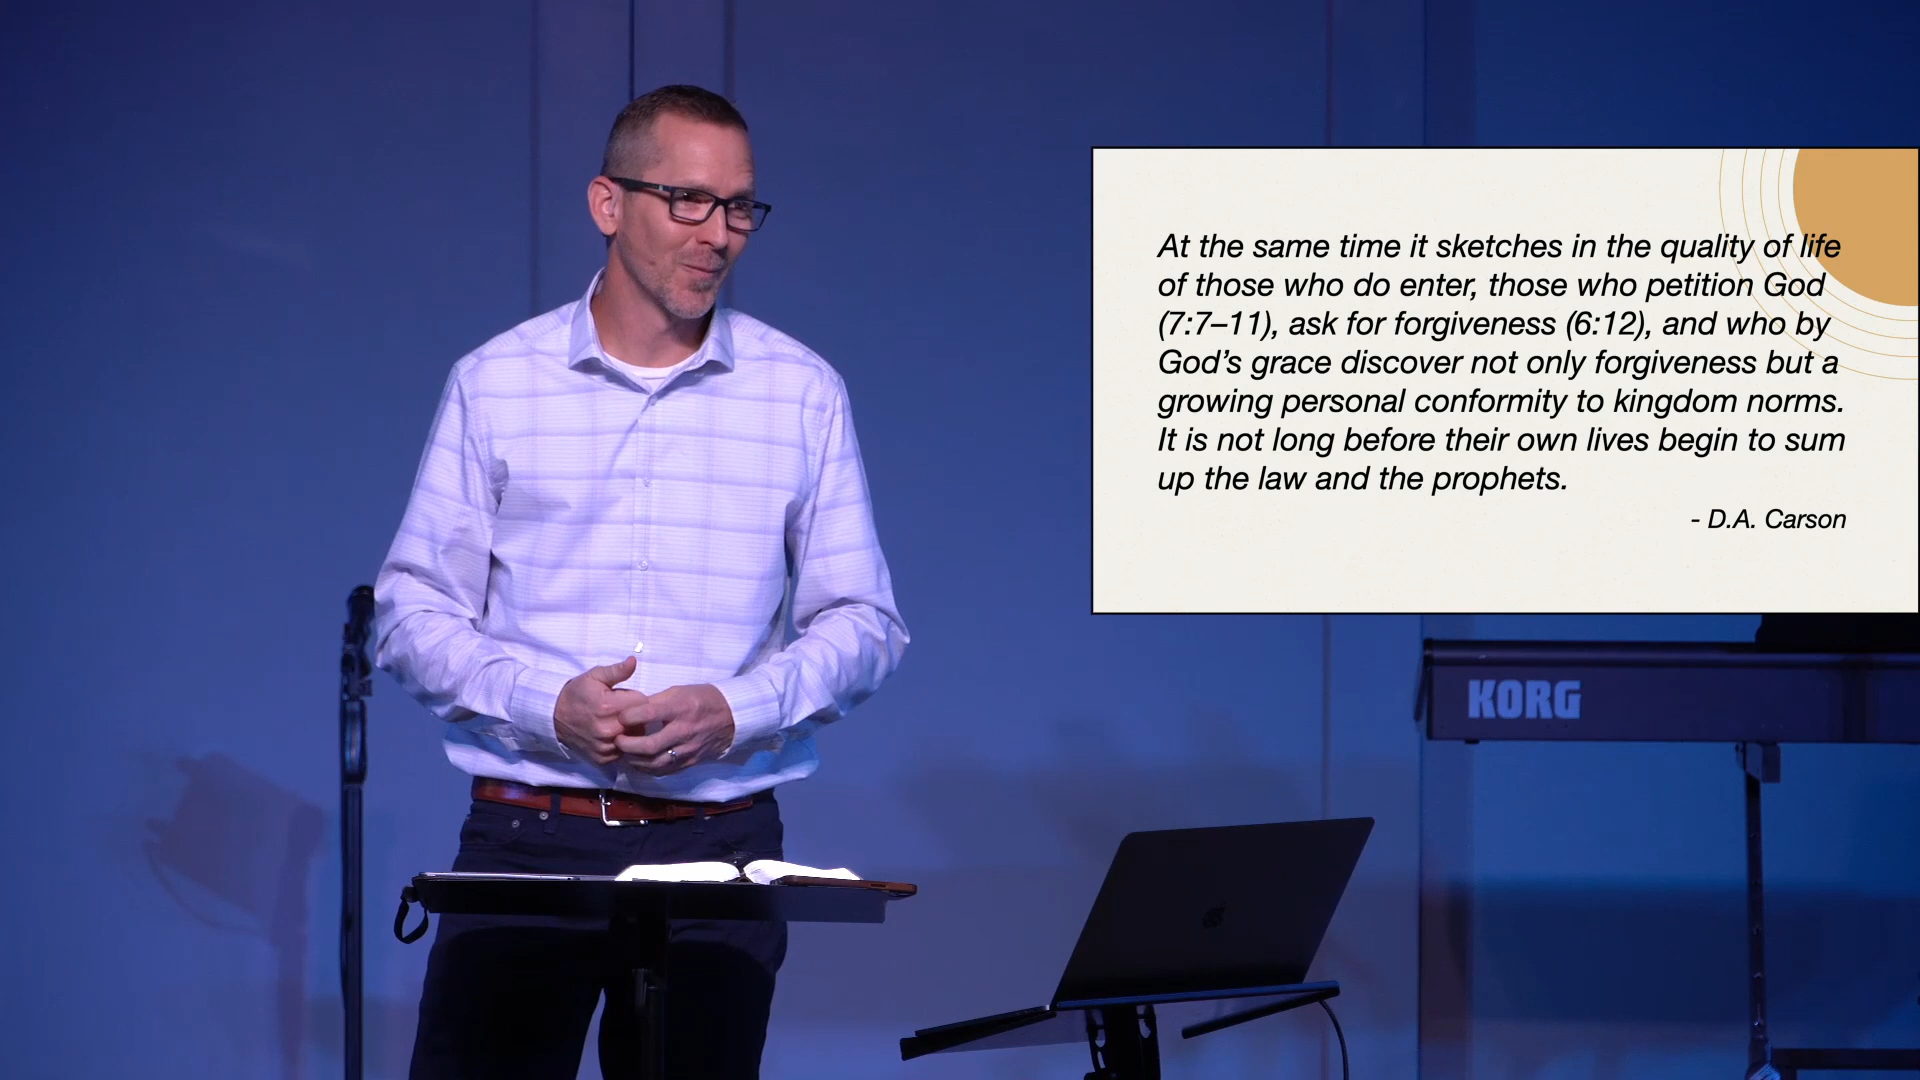 At the same time it sketches in the quality of life
of those who do enter, those who petition God
(7:7–11), ask for forgiveness (6:12), and who by
God’s grace discover not only forgiveness but a
growing personal conformity to kingdom norms.
It is not long before their own lives begin to sum
up the law and the prophets.
- D.A. Carson
KORG